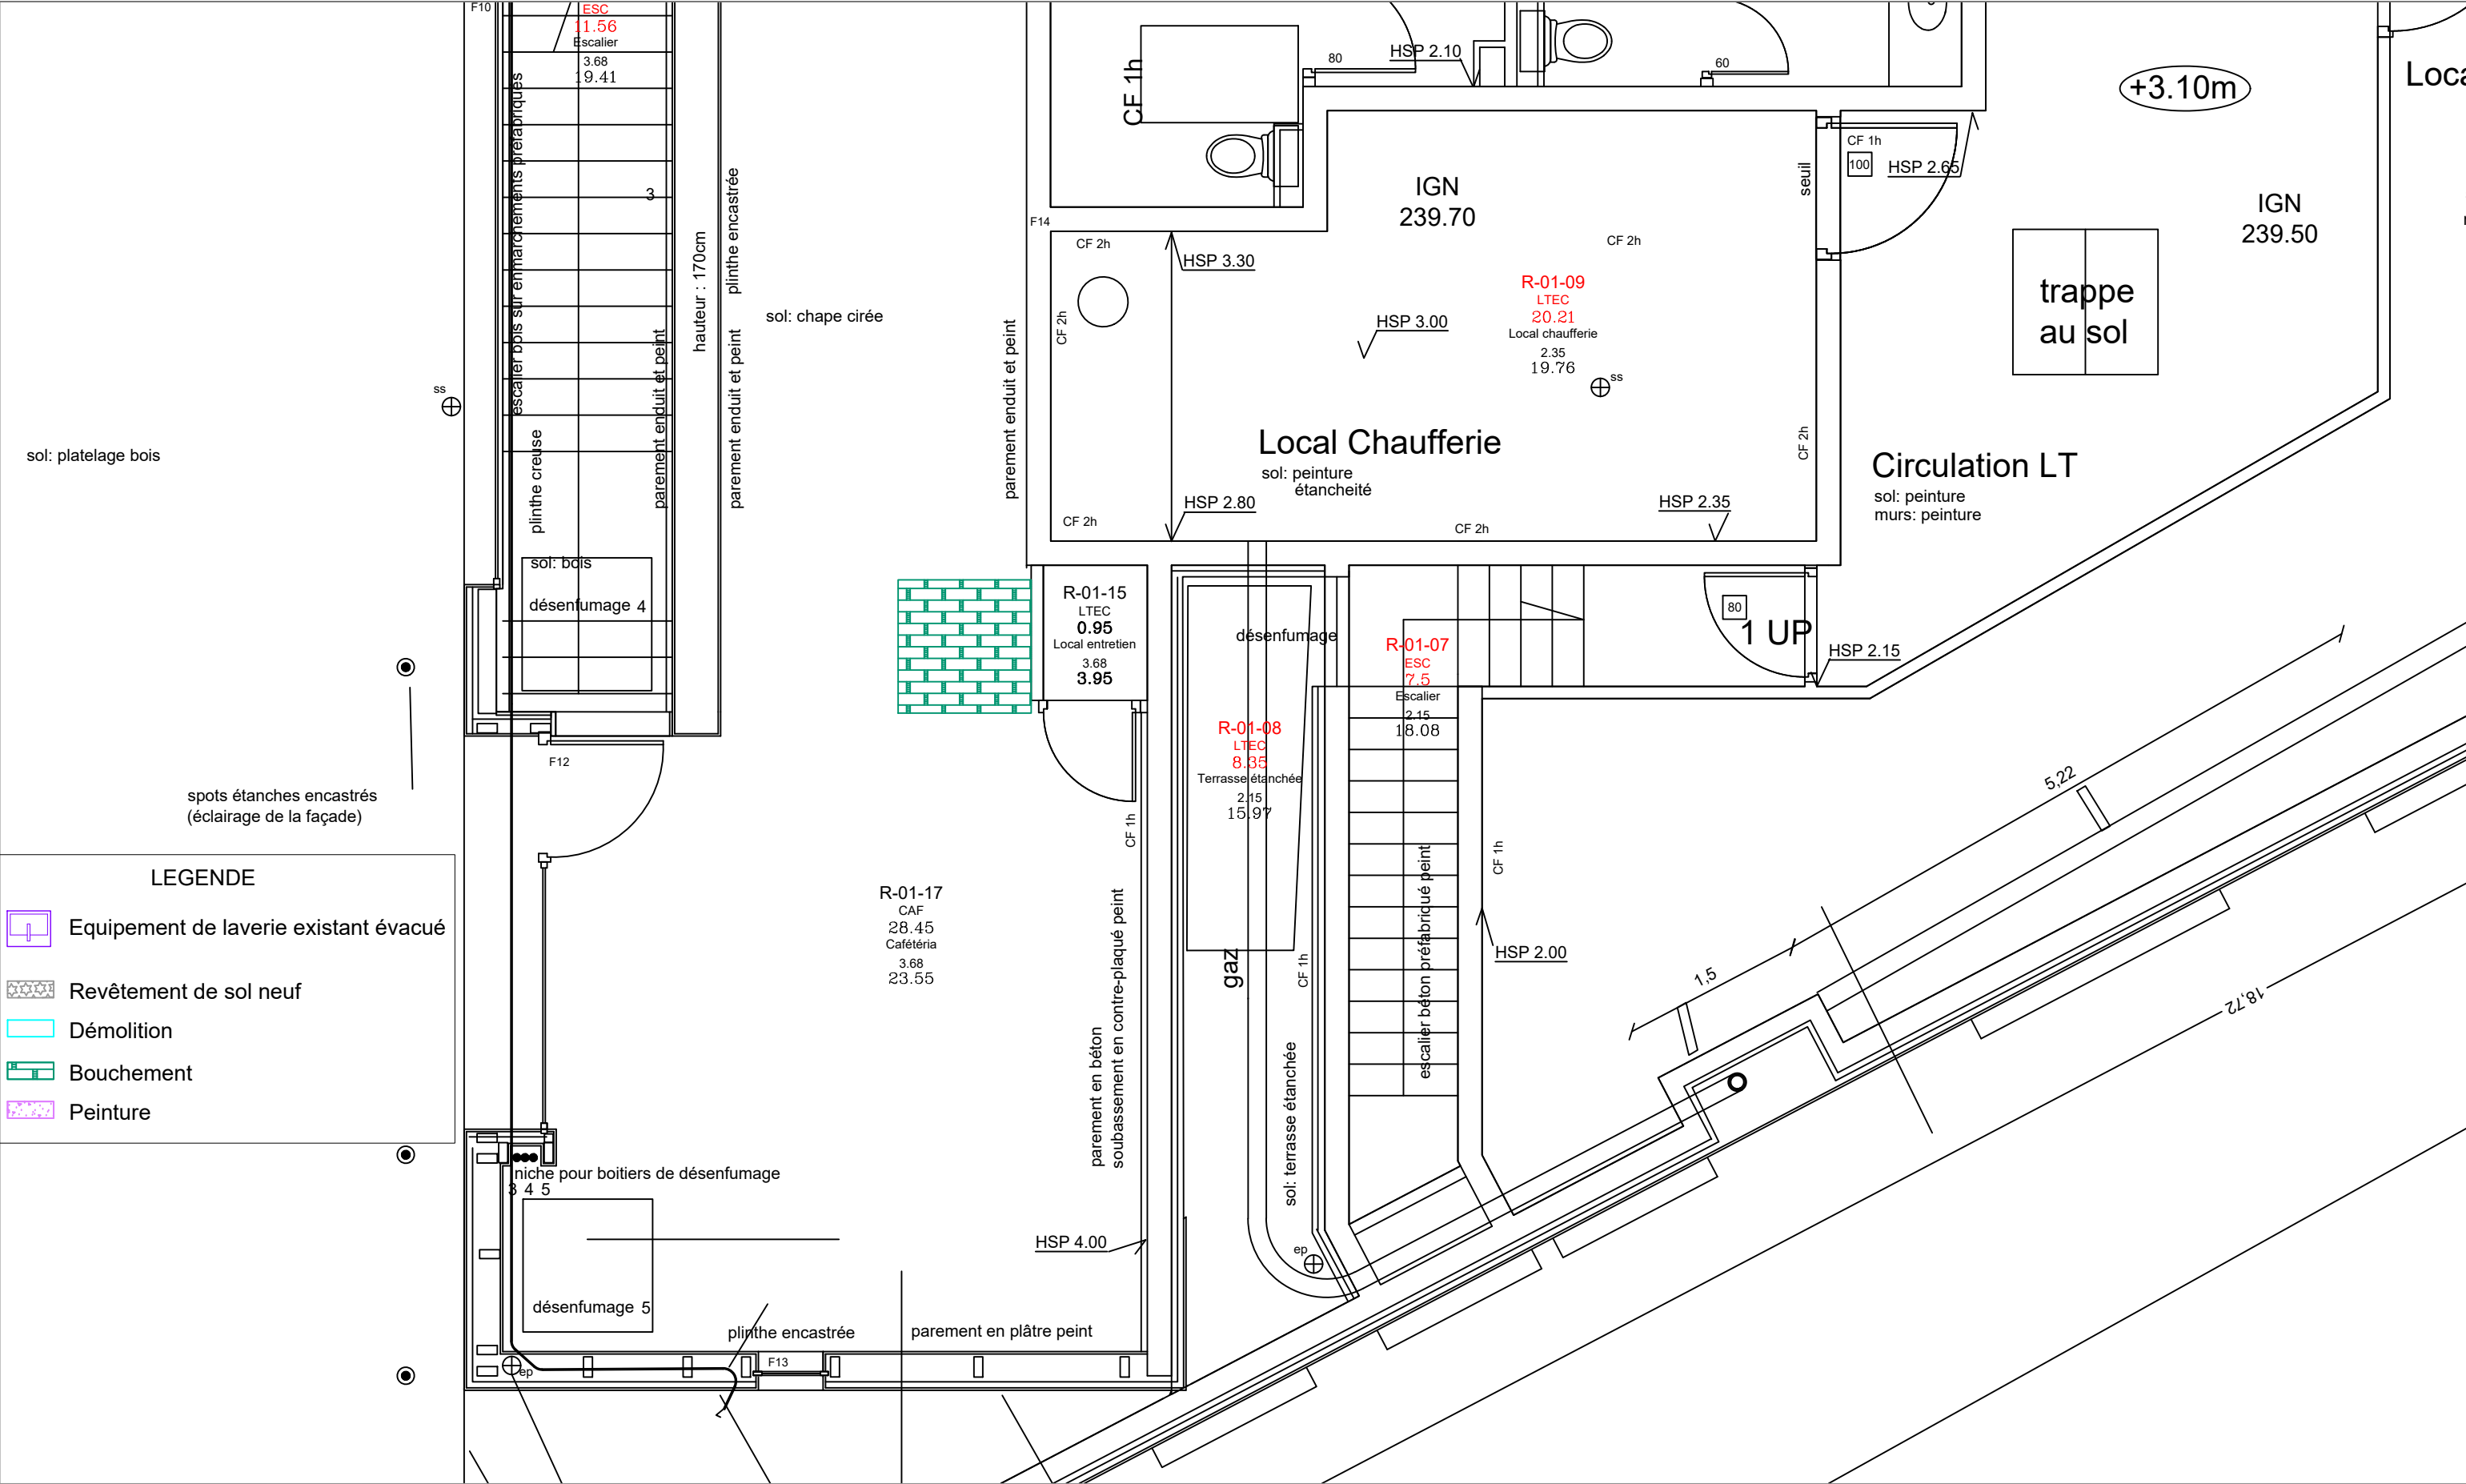 F10
ESC
11.56
Escalier
3.68
19.41
escalier bois sur enmarchements préfabriqués
3
plinthe creuse
parement enduit et peint
hauteur : 170cm
plinthe encastrée
parement enduit et peint
sol: chape cirée
parement enduit et peint
sol: bois
désenfumage 4
ss
sol: platelage bois
CF 1h
80
HSP 2.10
60
F14
CF 2h
HSP 3.30
CF 2h
IGN
239.70
CF 2h
seuil
CF 1h
100
HSP 2.65
+3.10m
IGN
239.50
trappe
au sol
HSP 3.00
R-01-09
LTEC
20.21
Local chaufferie
2.35
19.76
ss
Local Chaufferie
sol: peinture
étancheité
CF 2h
HSP 2.80
CF 2h
CF 2h
HSP 2.35
Circulation LT
sol: peinture
murs: peinture
R-01-15
LTEC
0.95
Local entretien
3.68
3.95
désenfumage
R-01-07
ESC
7.5
Escalier
2.15
18.08
80
1 UP
HSP 2.15
R-01-08
LTEC
8.35
Terrasse étanchée
2.15
15.97
F12
spots étanches encastrés
(éclairage de la façade)
CF 1h
CF 1h
5,22
LEGENDE
Equipement de laverie existant évacué
Revêtement de sol neuf
Démolition
Bouchement
Peinture
R-01-17
CAF
28.45
Cafétéria
3.68
23.55
parement en béton
soubassement en contre-plaqué peint
gaz
CF 1h
escalier béton préfabriqué peint
HSP 2.00
1,5
18,72
sol: terrasse étanchée
niche pour boitiers de désenfumage
3 4 5
HSP 4.00
ep
désenfumage 5
plinthe encastrée
parement en plâtre peint
F13
ep